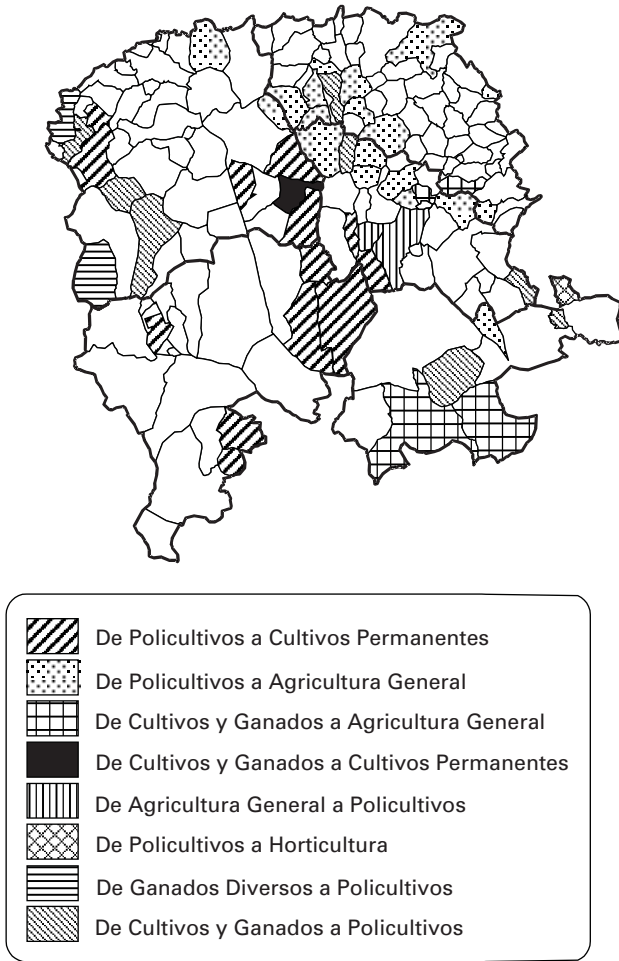 De Policultivos a Cultivos Permanentes
De Policultivos a Agricultura General
De Cultivos y Ganados a Agricultura General
De Cultivos y Ganados a Cultivos Permanentes
De Agricultura General a Policultivos
De Policultivos a Horticultura
De Ganados Diversos a Policultivos
De Cultivos y Ganados a Policultivos